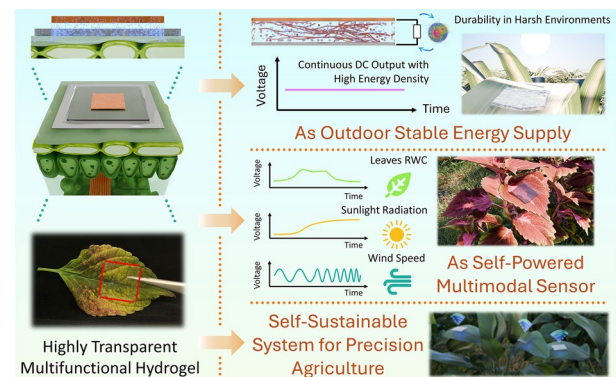 Durability in Harsh Environments
Continuous DC Output with
High Energy Density
Voltage
Time
As Outdoor Stable Energy Supply
Leaves RWC
Voltage
Time
Sunlight Radiation
Voltage
Time
Wind Speed
Voltage
Time
As Self-Powered
Multimodal Sensor
Highly Transparent
Multifunctional Hydrogel
Self-Sustainable
System for Precision
Agriculture